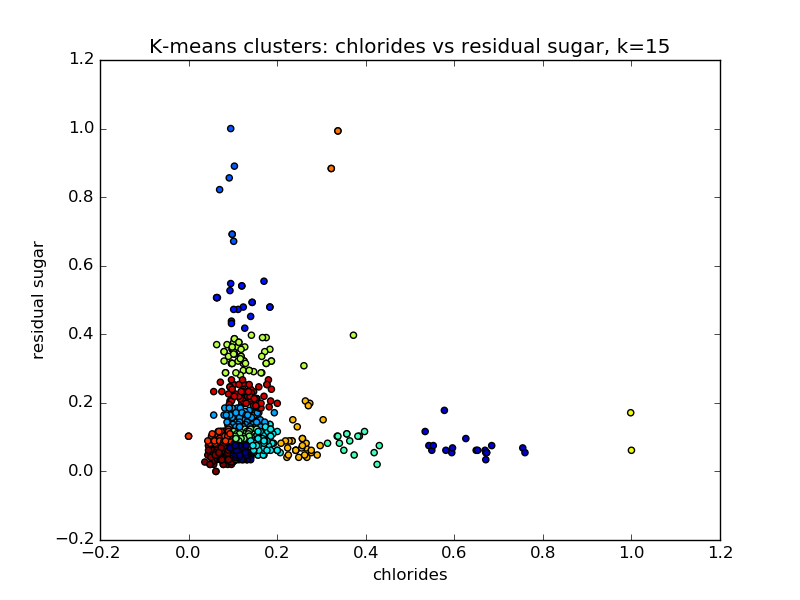 K-means clusters: chlorides vs residual sugar, k=15
1.2
1.0
0.8
0.6
0.4
0.2
0.0
−0.2
residual sugar
−0.2 0.0 0.2 0.4 0.6 0.8 1.0 1.2
chlorides